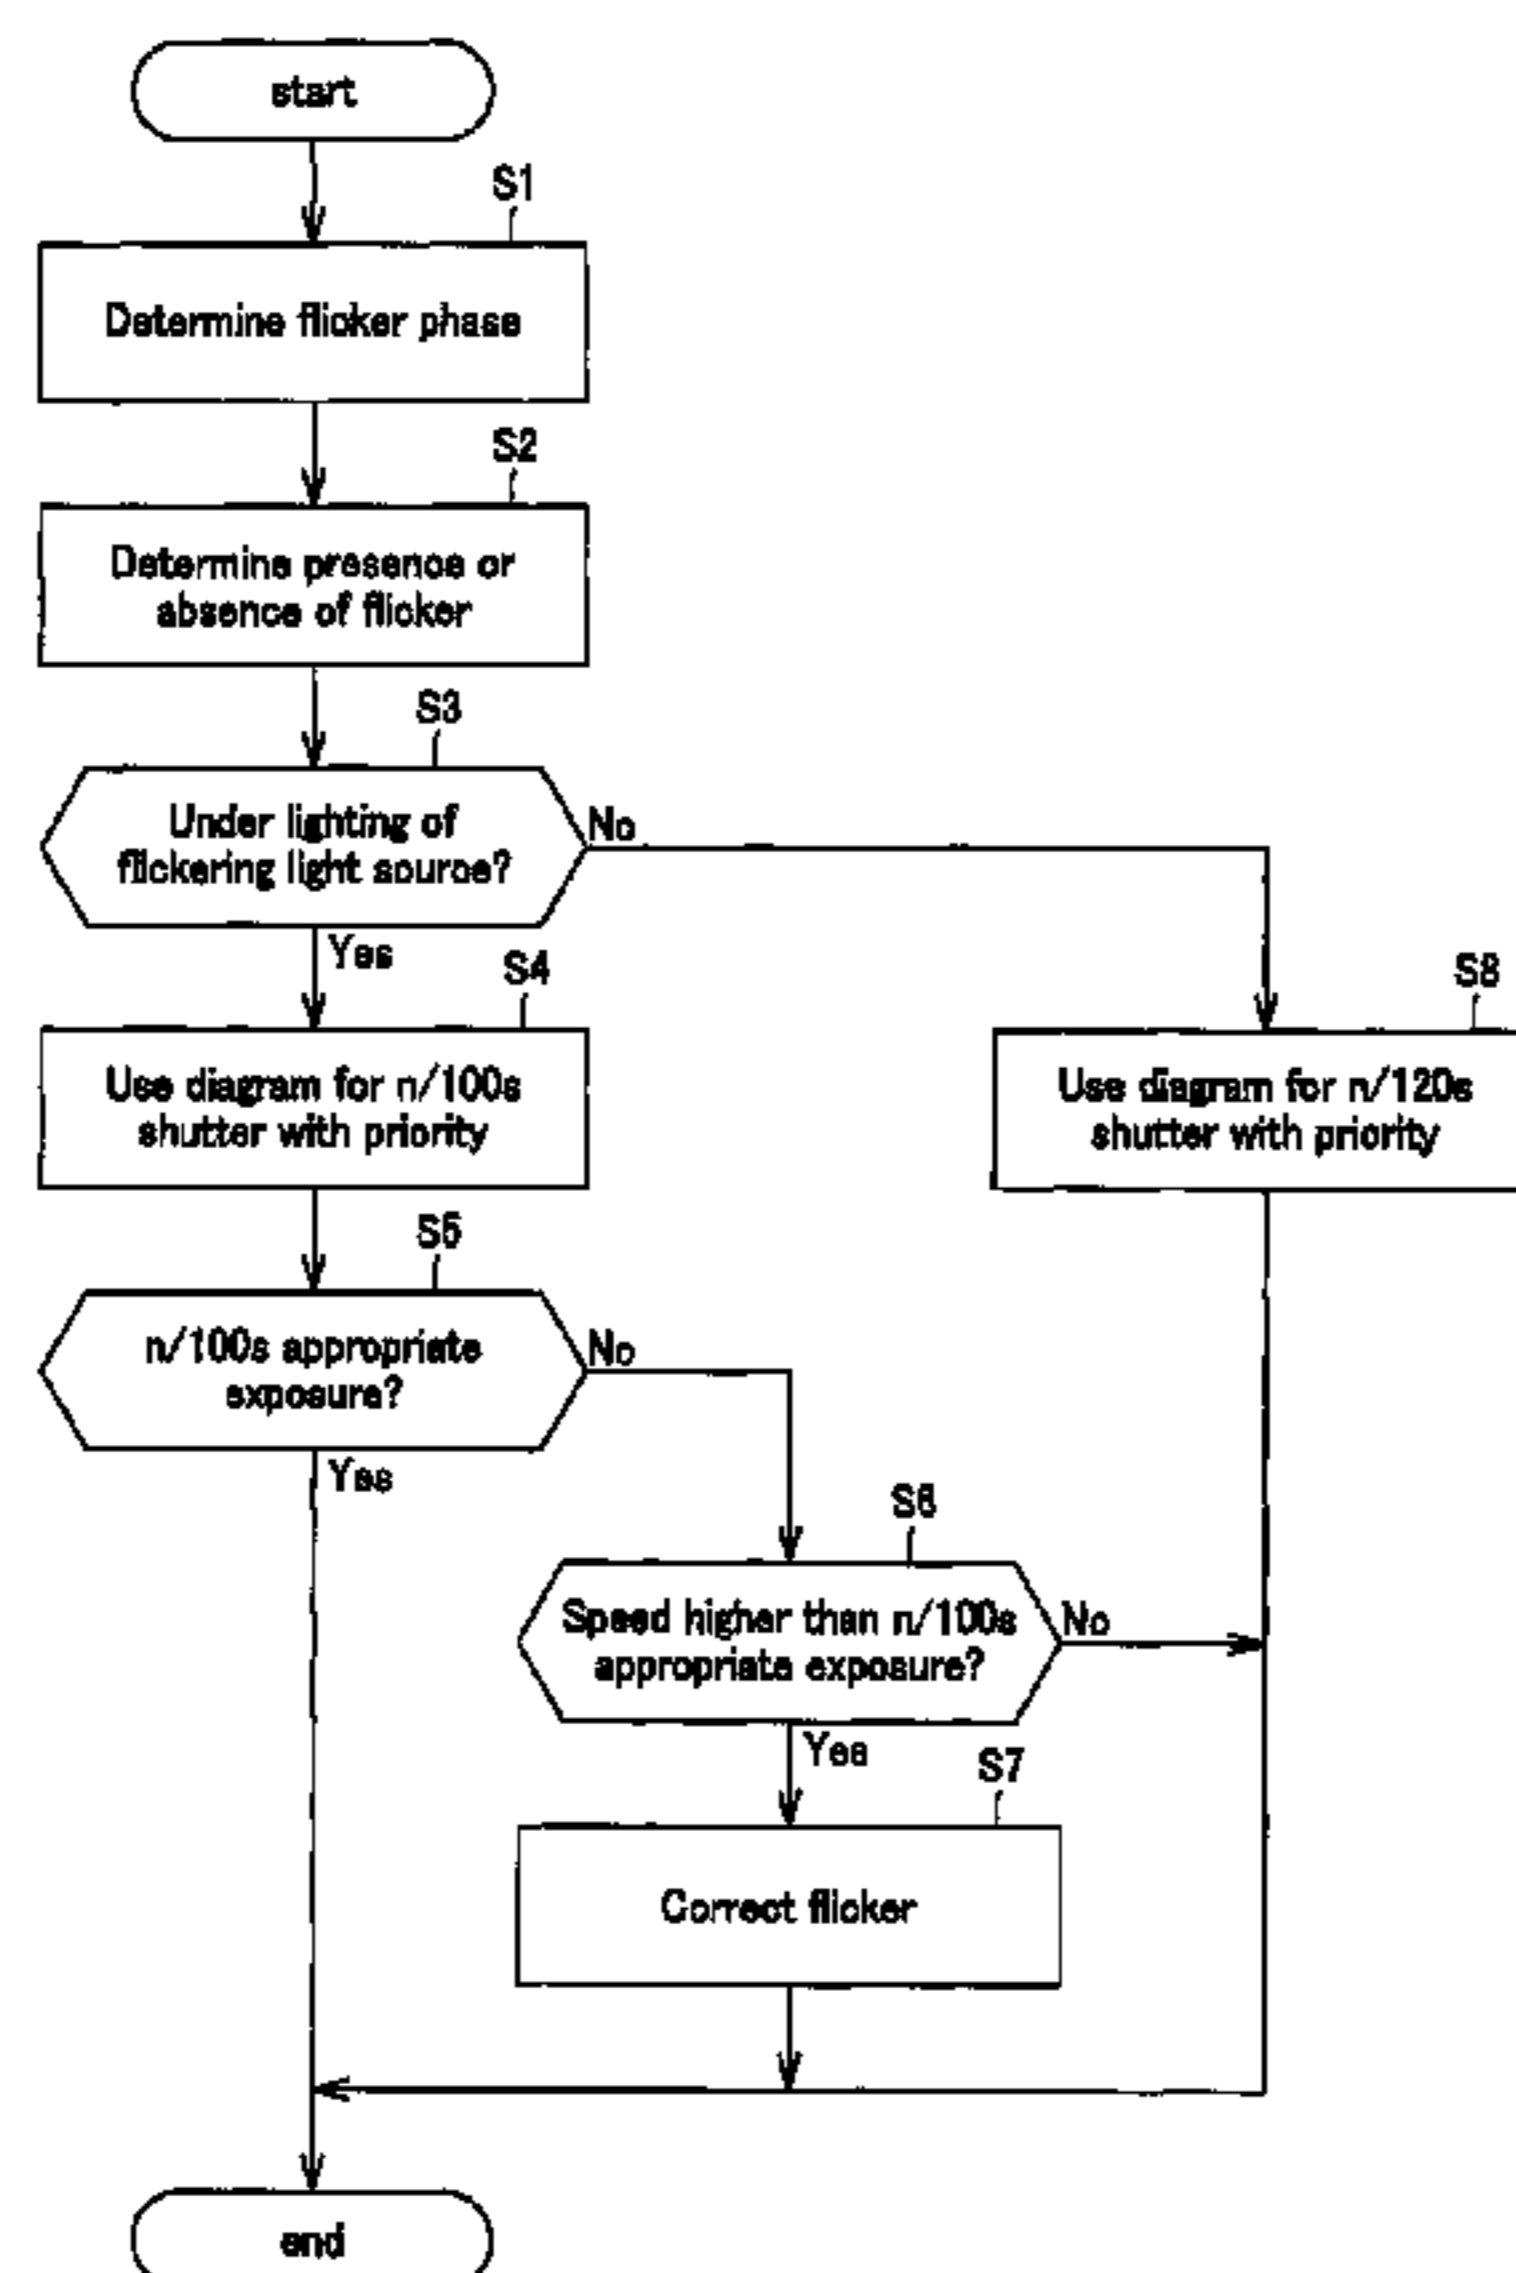 start
S1
Determine flicker phase
S2
Determine presence or
absence of flicker
S3
Under lighting of
flickering light source?
No
Yes
S4
Use diagram for n/100s
shutter with priority
S8
Use diagram for n/120s
shutter with priority
S5
n/100s appropriate
exposure?
No
Yes
S6
Speed higher than n/100s
appropriate exposure?
No
Yes
S7
Correct flicker
end